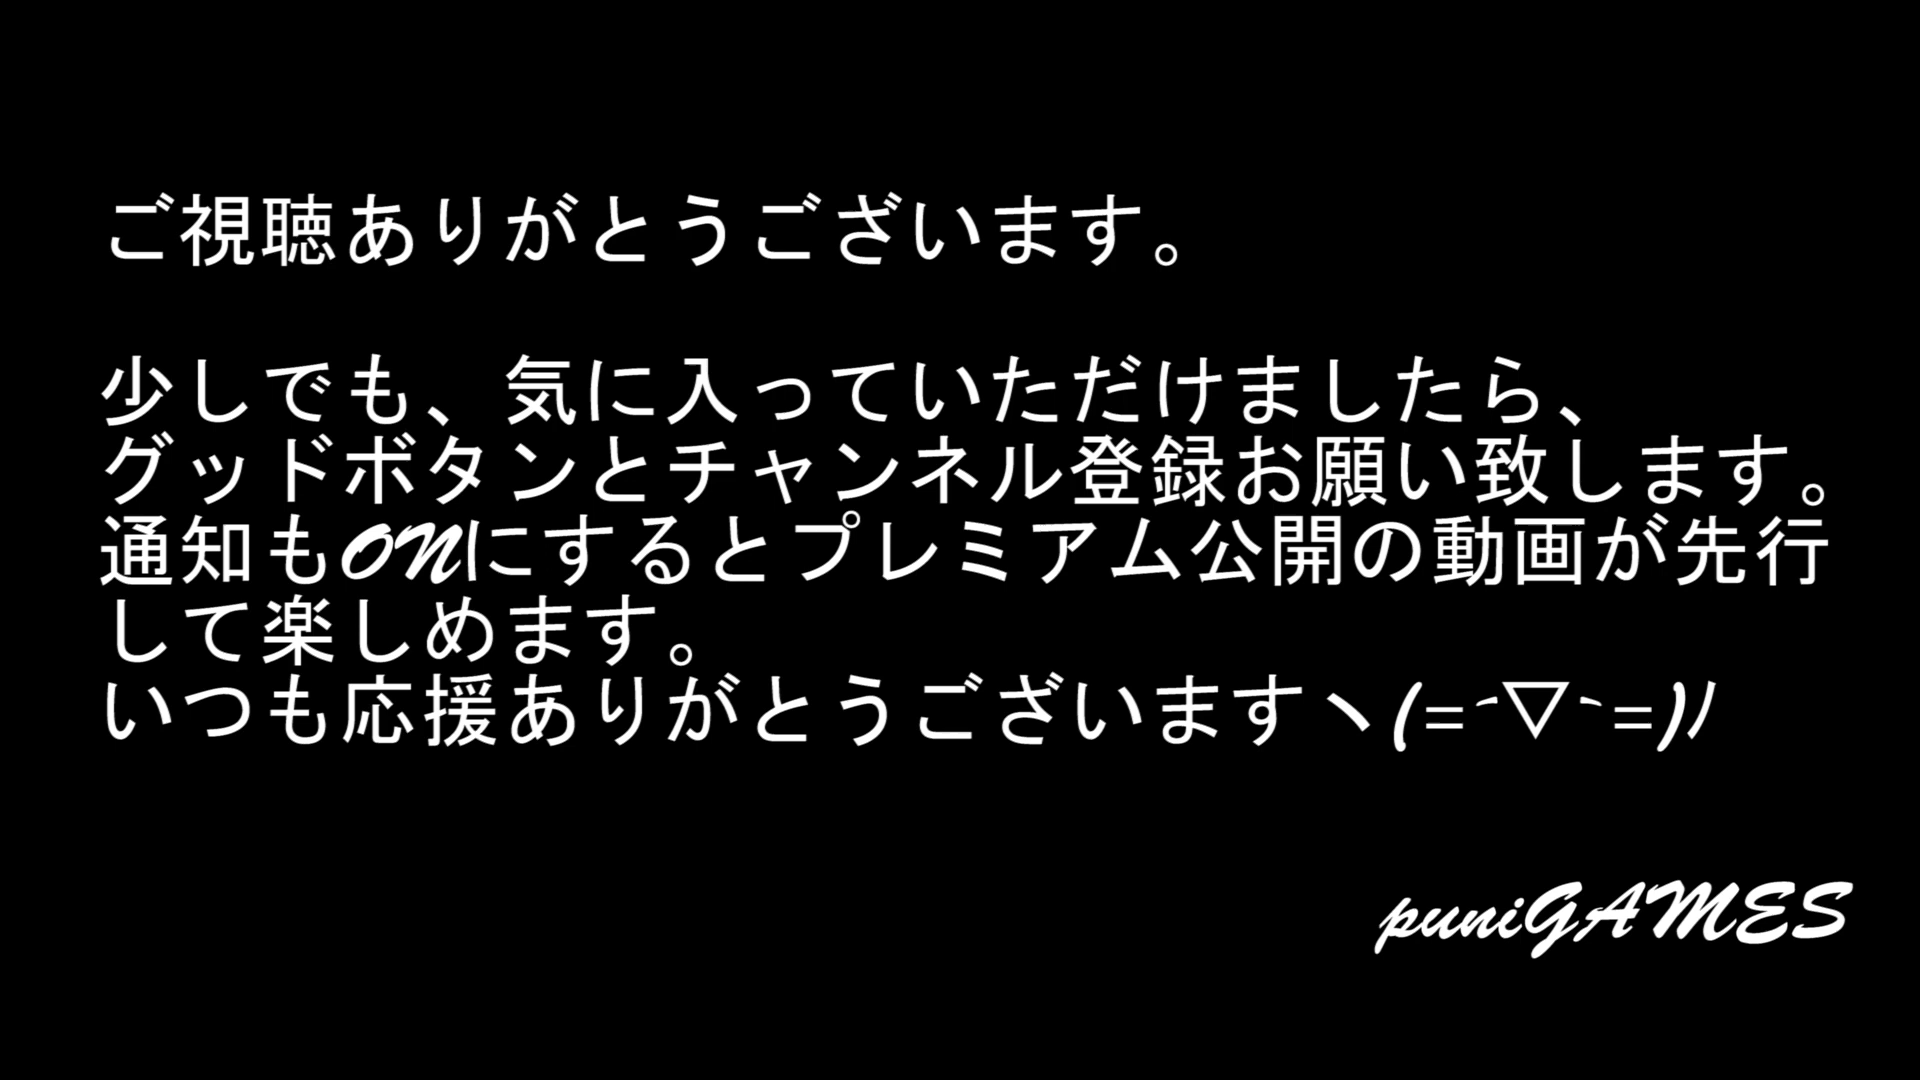 ご視聴ありがとうございます。
少しでも、気に入っていただけましたら、
グッドボタンとチャンネル登録お願い致します。
通知もONにするとプレミアム公開の動画が先行
して楽しめます。
いつも応援ありがとうございますヽ(=´▽`=)ﾉ
puniGAMES